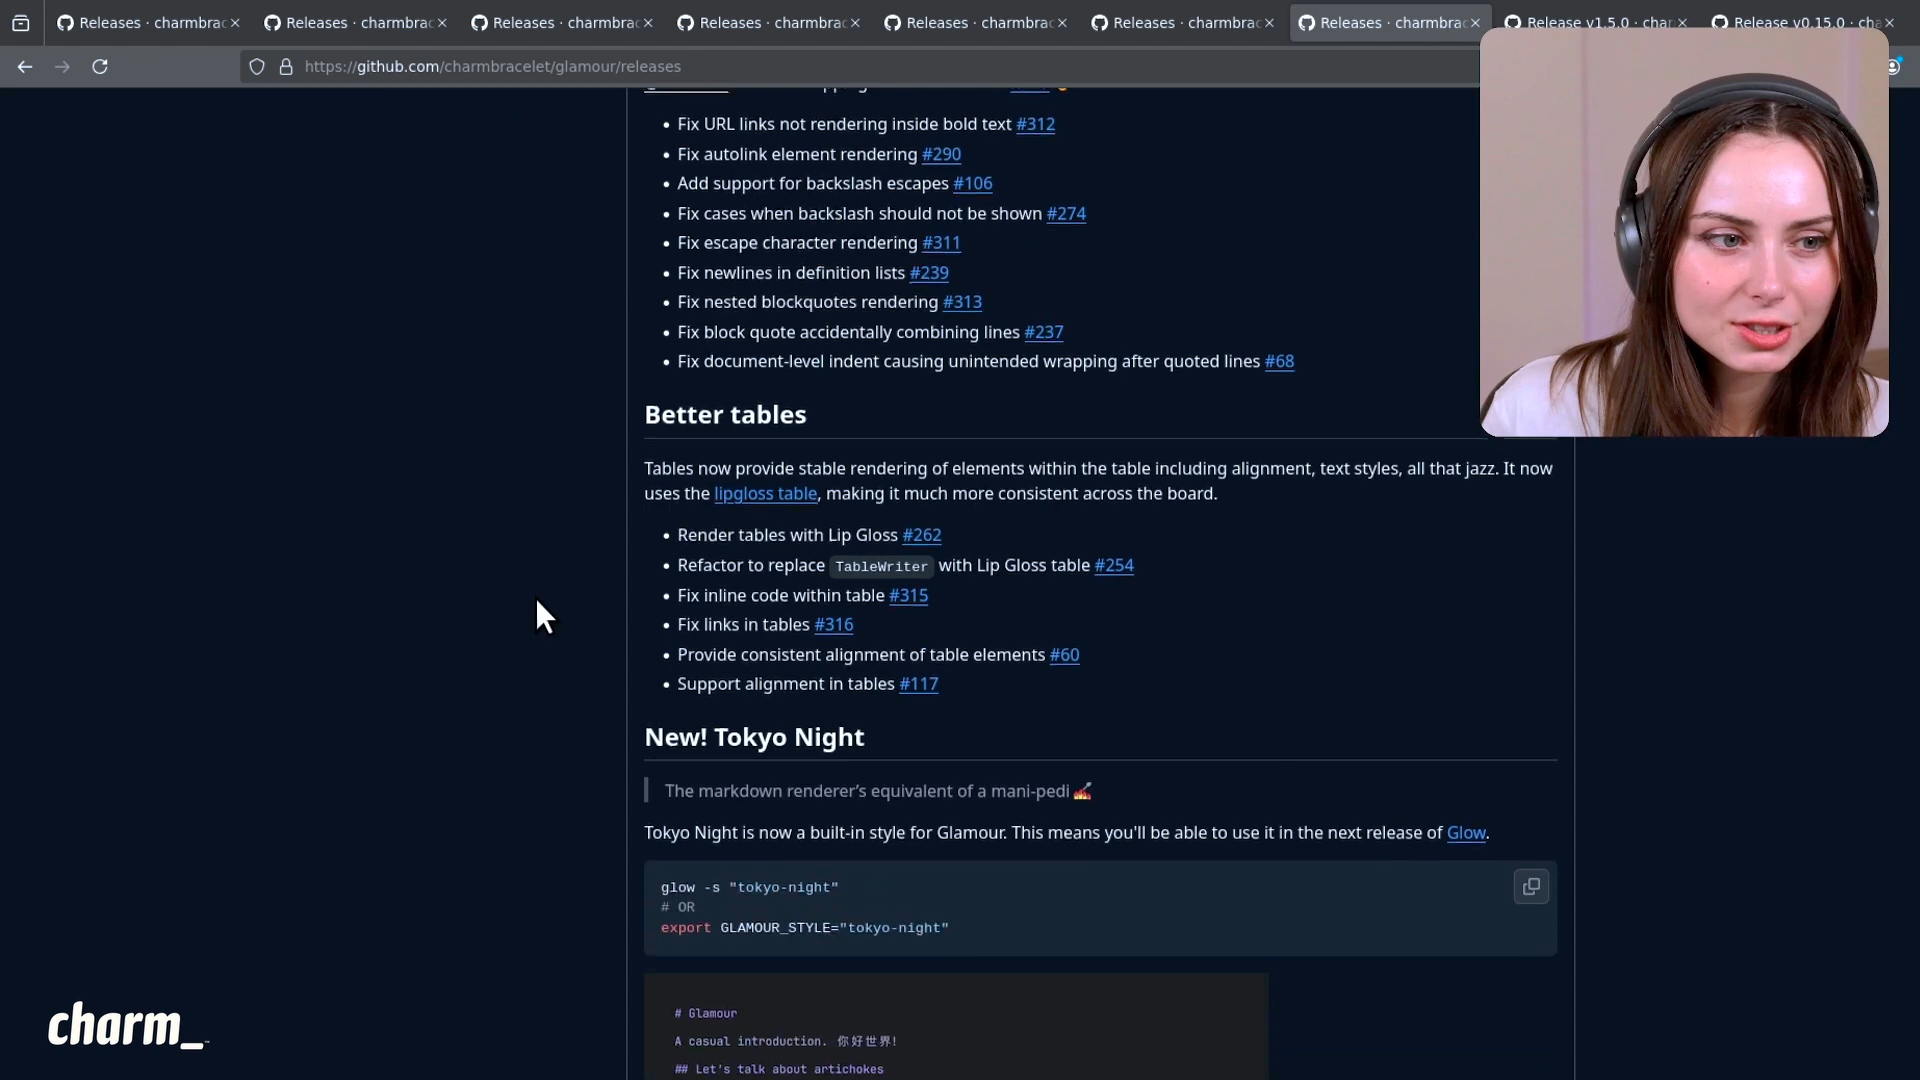 Releases · charmbrac
Releases · charmbrac
Releases · charmbrac
Releases · charmbrac
Releases · charmbrac
Releases · charmbrac
Releases · charmbrac
Release v1.5.0 · char
Release v0.15.0 · cha
https://github.com/charmbracelet/glamour/releases
Fix URL links not rendering inside bold text #312
Fix autolink element rendering #290
Add support for backslash escapes #106
Fix cases when backslash should not be shown #274
Fix escape character rendering #311
Fix newlines in definition lists #239
Fix nested blockquotes rendering #313
Fix block quote accidentally combining lines #237
Fix document-level indent causing unintended wrapping after quoted lines #68
Better tables
Tables now provide stable rendering of elements within the table including alignment, text styles, all that jazz. It now
uses the lipgloss table, making it much more consistent across the board.
Render tables with Lip Gloss #262
Refactor to replace TableWriter with Lip Gloss table #254
Fix inline code within table #315
Fix links in tables #316
Provide consistent alignment of table elements #60
Support alignment in tables #117
New! Tokyo Night
The markdown renderer's equivalent of a mani-pedi 💅
Tokyo Night is now a built-in style for Glamour. This means you'll be able to use it in the next release of Glow.
glow -s "tokyo-night"
# OR
export GLAMOUR_STYLE="tokyo-night"
# Glamour
A casual introduction. 你好世界!
## Let's talk about artichokes
charm_